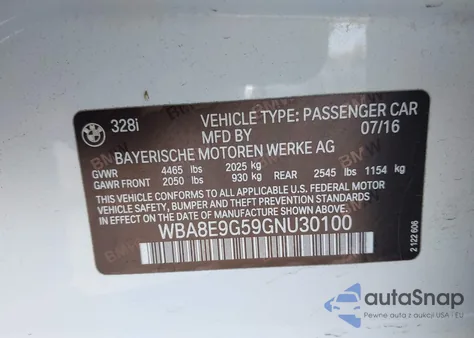 328i
VEHICLE TYPE: PASSENGER CAR
MFD BY 07/16
BAYERISCHE MOTOREN WERKE AG
GVWR 4465 lbs 2025 kg
GAWR FRONT 2050 lbs 930 kg REAR 2545 lbs 1154 kg
THIS VEHICLE CONFORMS TO ALL APPLICABLE U.S. FEDERAL MOTOR
VEHICLE SAFETY, BUMPER, AND THEFT PREVENTION STANDARDS
IN EFFECT ON THE DATE OF MANUFACTURE SHOWN ABOVE.
WBA8E9G59GNU30100
2 122 606
autoSnap
Pewne auta z USA i Kanady